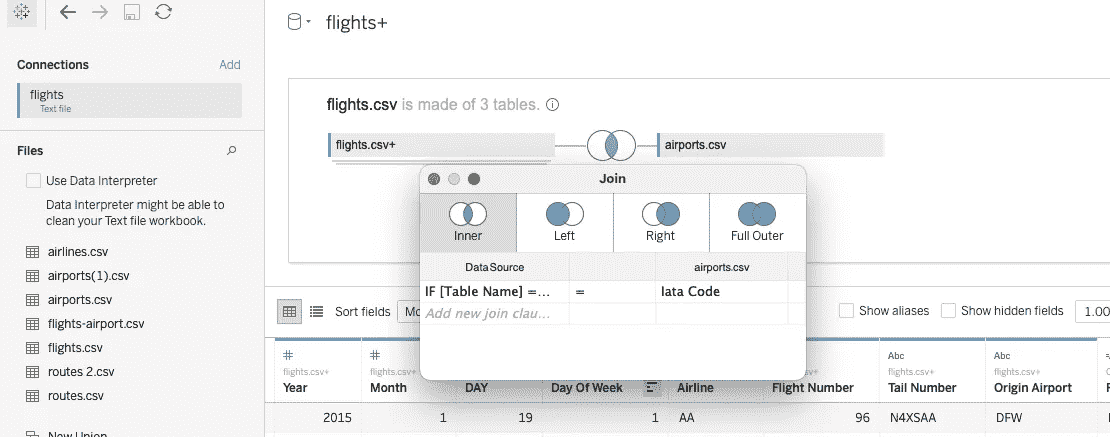 flights+
Connections Add
flights
Text file
flights.csv is made of 3 tables.
flights.csv+ airports.csv
Files
Use Data Interpreter
Data Interpreter might be able to
clean your Text file workbook.
airlines.csv
airports(1).csv
airports.csv
flights-airport.csv
flights.csv
routes 2.csv
routes.csv
New Union
Join
Inner Left Right Full Outer
Data Source airports.csv
IF [Table Name] =... = Iata Code
Add new join clau...
Sort fields Show aliases Show hidden fields 1.00
flights.csv+ flights.csv+ Abc Abc
flights.csv+ flights.csv+
Year Month DAY Day Of Week Airline Flight Number Tail Number Origin Airport
2015 1 19 1 AA 96 N4XSAA DFW